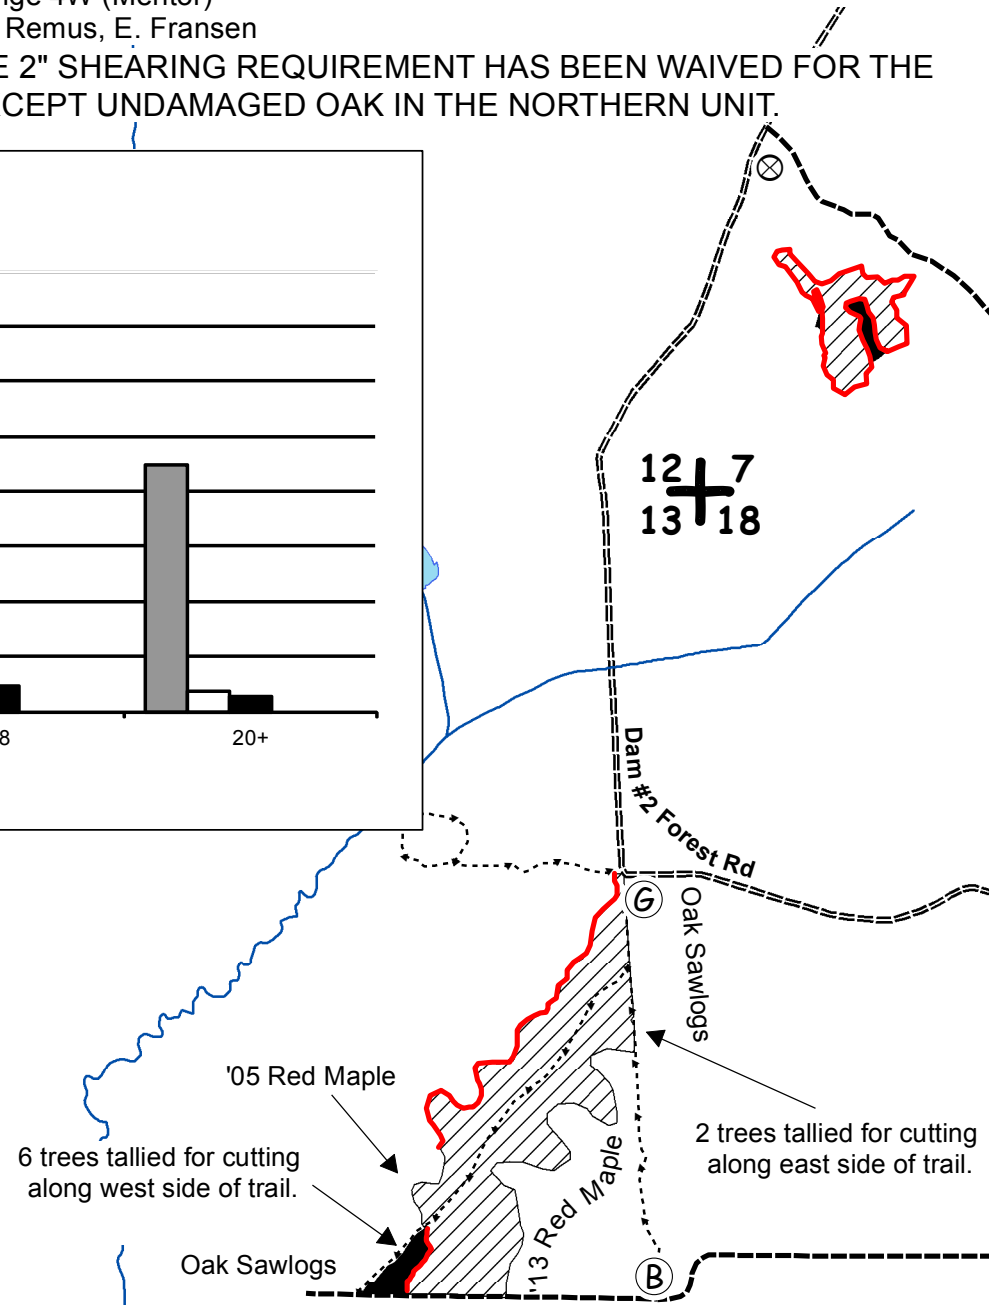 Remus, E. Fransen
2" SHEARING REQUIREMENT HAS BEEN WAIVED FOR THE
UNDAMAGED OAK IN THE NORTHERN UNIT.
12 7
13 18
8
20+
Dam #2 Forest Rd
G
Oak Sawlogs
'05 Red Maple
6 trees tallied for cutting
along west side of trail.
2 trees tallied for cutting
along east side of trail.
'13 Red Maple
Oak Sawlogs
B